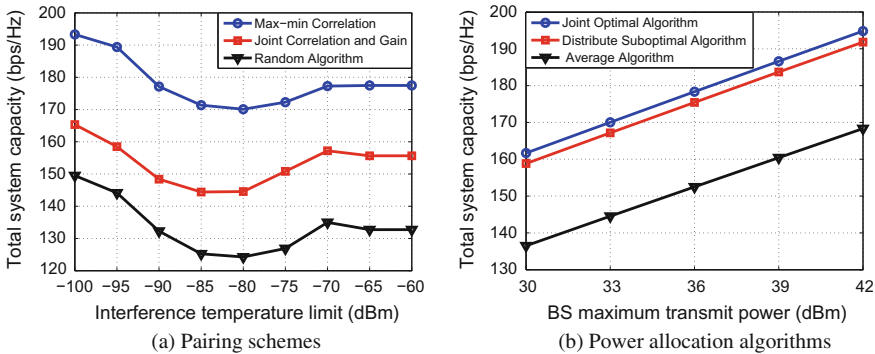 Total system capacity (bps/Hz)
200
190
180
170
160
150
140
130
120
Max−min Correlation
Joint Correlation and Gain
Random Algorithm
−100 −95 −90 −85 −80 −75 −70 −65 −60
Interference temperature limit (dBm)
(a) Pairing schemes
Total system capacity (bps/Hz)
200
190
180
170
160
150
140
130
Joint Optimal Algorithm
Distribute Suboptimal Algorithm
Average Algorithm
30 33 36 39 42
BS maximum transmit power (dBm)
(b) Power allocation algorithms